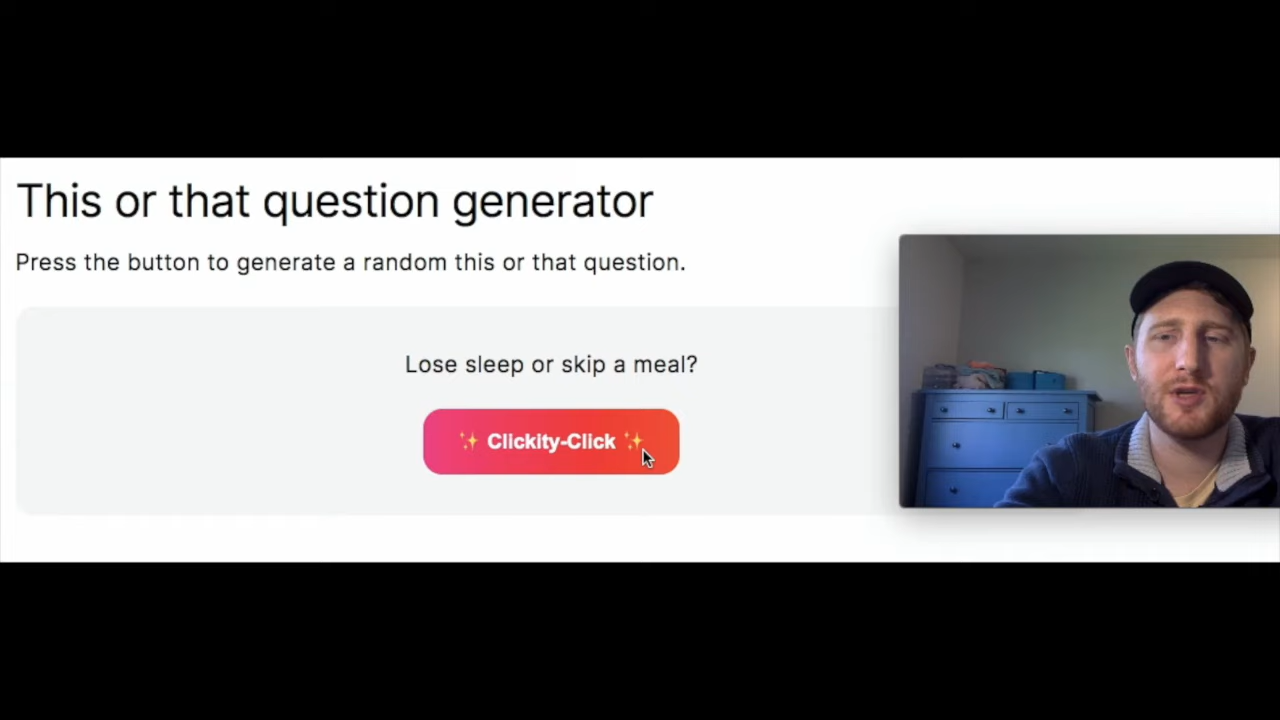 This or that question generator
Press the button to generate a random this or that question.
Lose sleep or skip a meal?
✨ Clickity-Click ✨